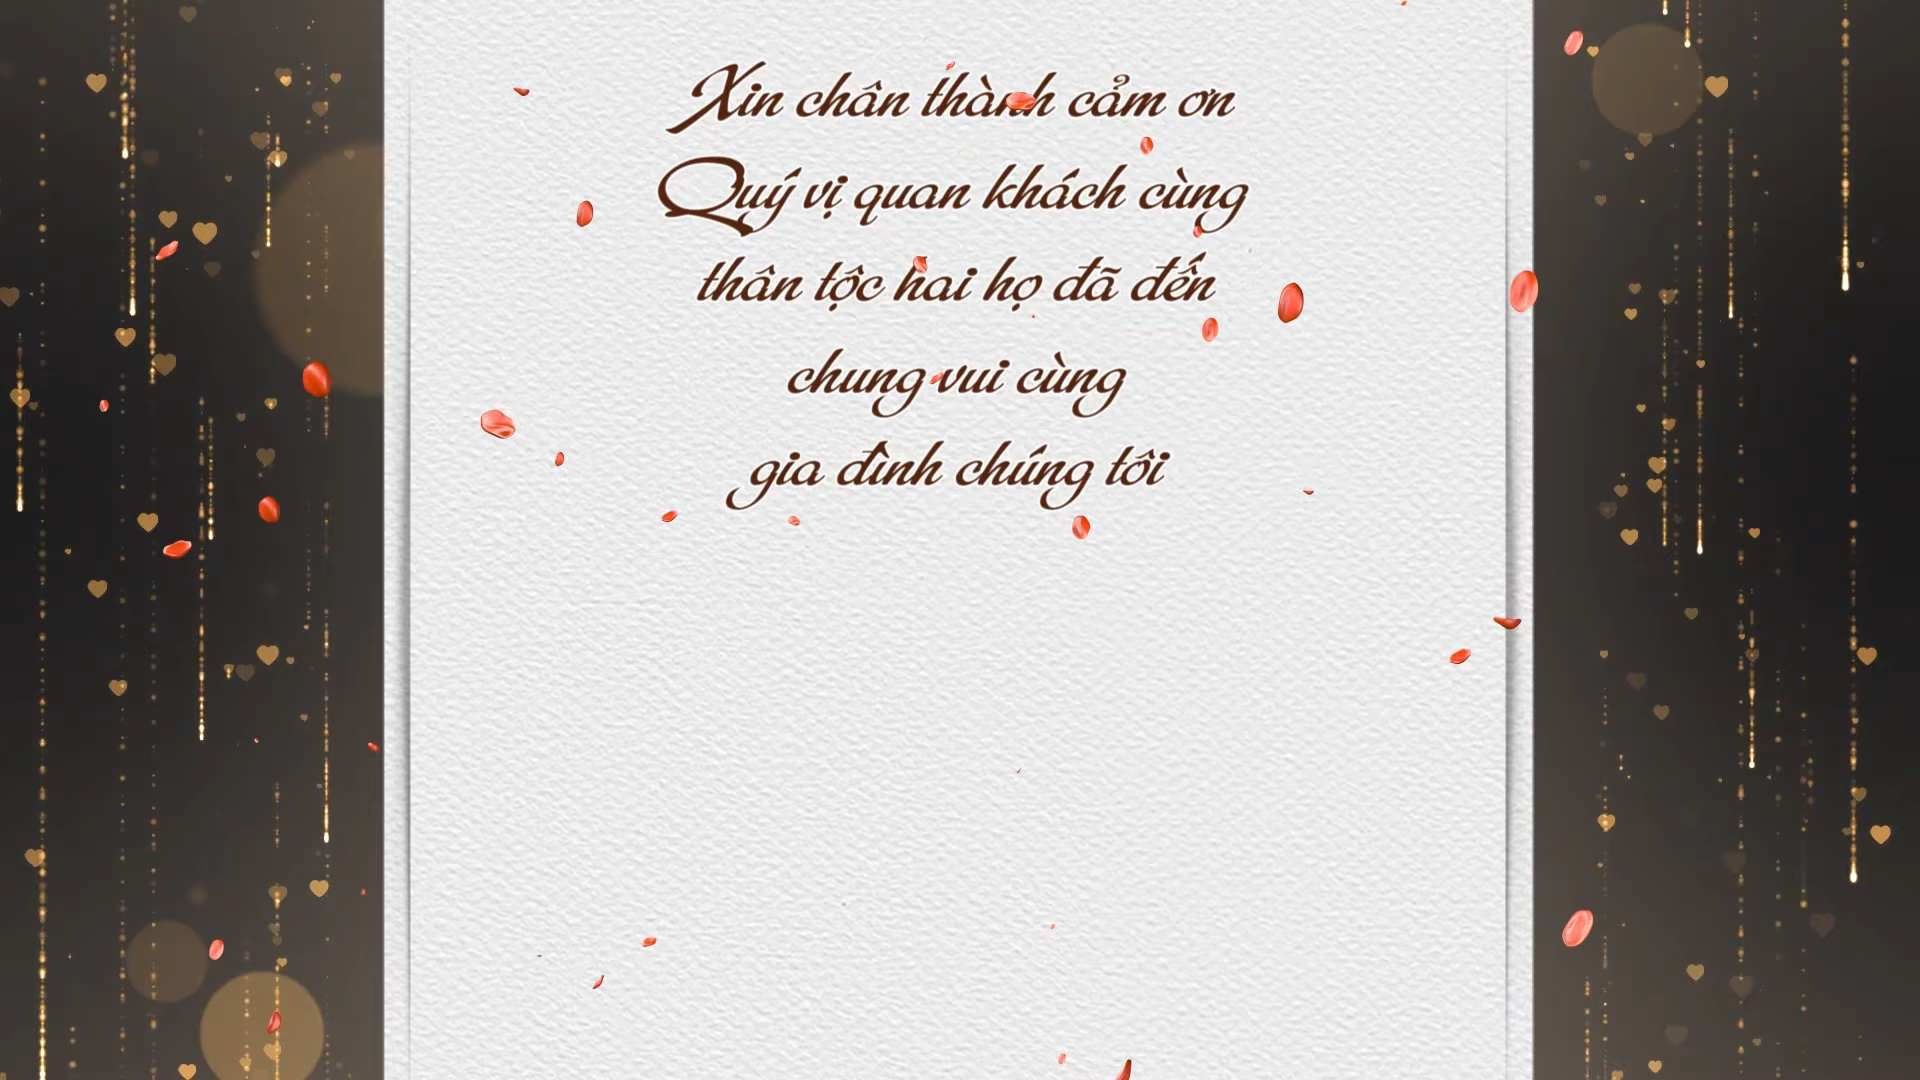 Xin chân thành cảm ơn
Quý vị quan khách cùng
thân tộc hai họ đã đến
chung vui cùng
gia đình chúng tôi